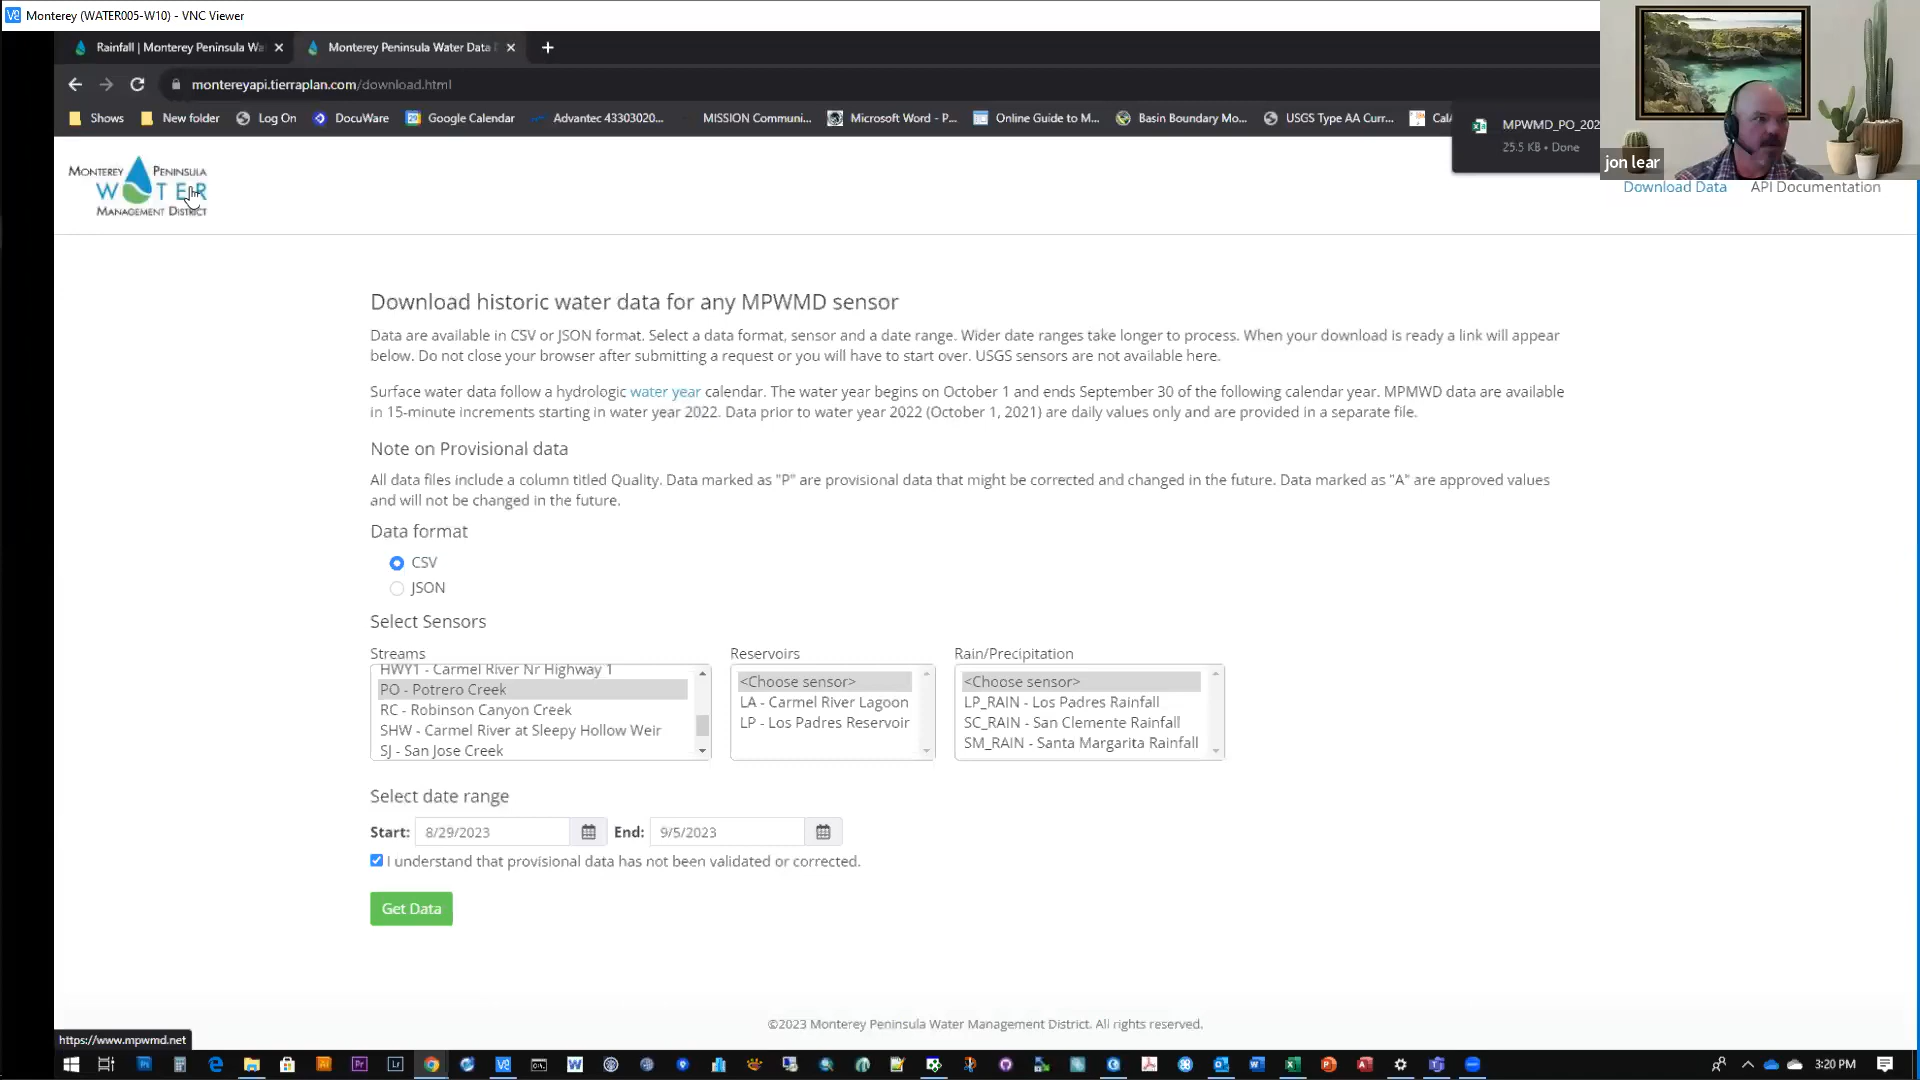 Monterey (WATER005-W10) - VNC Viewer
Rainfall | Monterey Peninsula Wa
Monterey Peninsula Water Data
montereyapi.tierraplan.com/download.html
Shows
New folder
Log On
DocuWare
Google Calendar
Advantec 43303020...
MISSION Communi...
Microsoft Word - P...
Online Guide to M...
Basin Boundary Mo...
USGS Type AA Curr...
Cal
MPWMD_PO_202
25.5 KB • Done
jon lear
MONTEREY PENINSULA
WATER
MANAGEMENT DISTRICT
Download Data
API Documentation
Download historic water data for any MPWMD sensor
Data are available in CSV or JSON format. Select a data format, sensor and a date range. Wider date ranges take longer to process. When your download is ready a link will appear
below. Do not close your browser after submitting a request or you will have to start over. USGS sensors are not available here.
Surface water data follow a hydrologic water year calendar. The water year begins on October 1 and ends September 30 of the following calendar year. MPMWD data are available
in 15-minute increments starting in water year 2022. Data prior to water year 2022 (October 1, 2021) are daily values only and are provided in a separate file.
Note on Provisional data
All data files include a column titled Quality. Data marked as "P" are provisional data that might be corrected and changed in the future. Data marked as "A" are approved values
and will not be changed in the future.
Data format
CSV
JSON
Select Sensors
Streams
HWY1 - Carmel River Nr Highway 1
PO - Potrero Creek
RC - Robinson Canyon Creek
SHW - Carmel River at Sleepy Hollow Weir
SJ - San Jose Creek
Reservoirs
<Choose sensor>
LA - Carmel River Lagoon
LP - Los Padres Reservoir
Rain/Precipitation
<Choose sensor>
LP_RAIN - Los Padres Rainfall
SC_RAIN - San Clemente Rainfall
SM_RAIN - Santa Margarita Rainfall
Select date range
Start: 8/29/2023 End: 9/5/2023
I understand that provisional data has not been validated or corrected.
Get Data
©2023 Monterey Peninsula Water Management District. All rights reserved.
https://www.mpwmd.net
3:20 PM